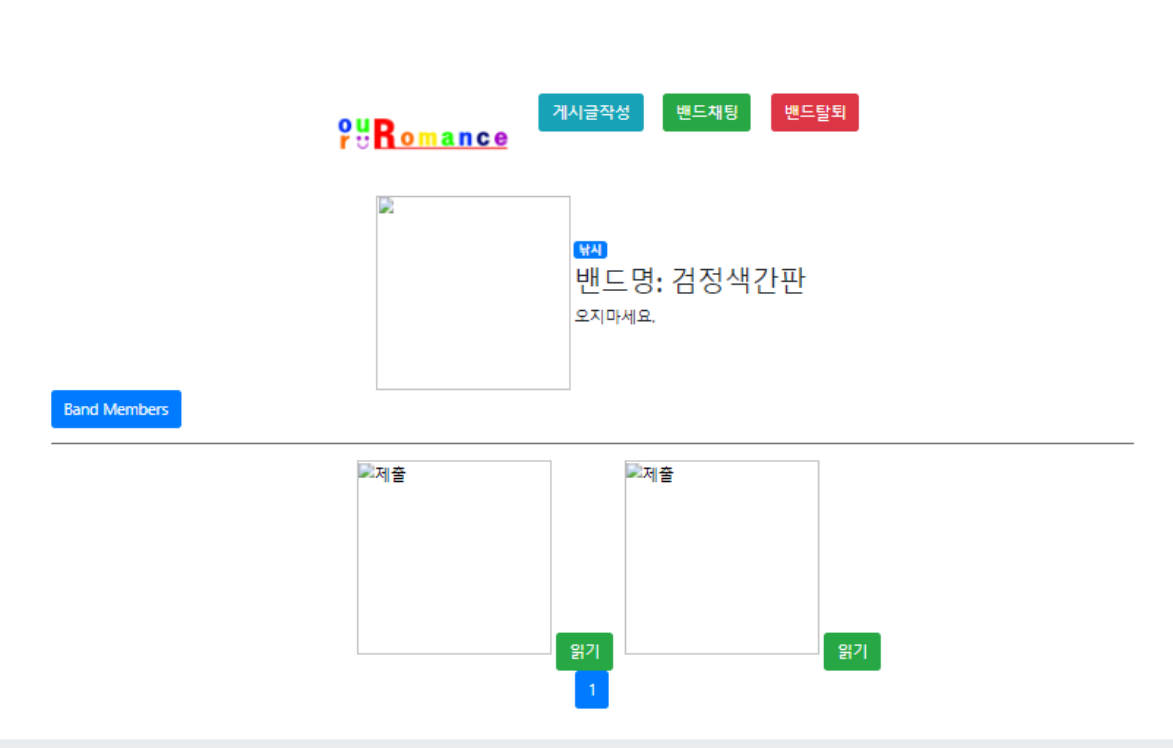 our Romance
게시글작성 밴드채팅 밴드탈퇴
낚시
밴드명: 검정색간판
오지마세요.
Band Members
제출 제출
읽기 읽기
1